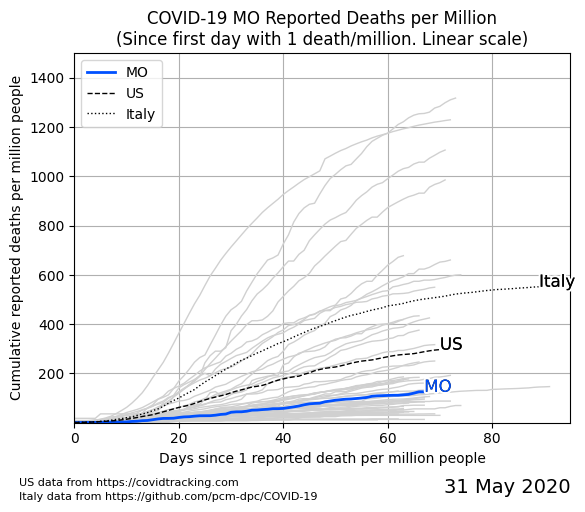 COVID-19 MO Reported Deaths per Million
(Since first day with 1 death/million. Linear scale)
Cumulative reported deaths per million people
1400
1200
1000
800
600
400
200
MO
US
Italy
Italy
US
MO
0
20
40
60
80
Days since 1 reported death per million people
US data from https://covidtracking.com
Italy data from https://github.com/pcm-dpc/COVID-19
31 May 2020